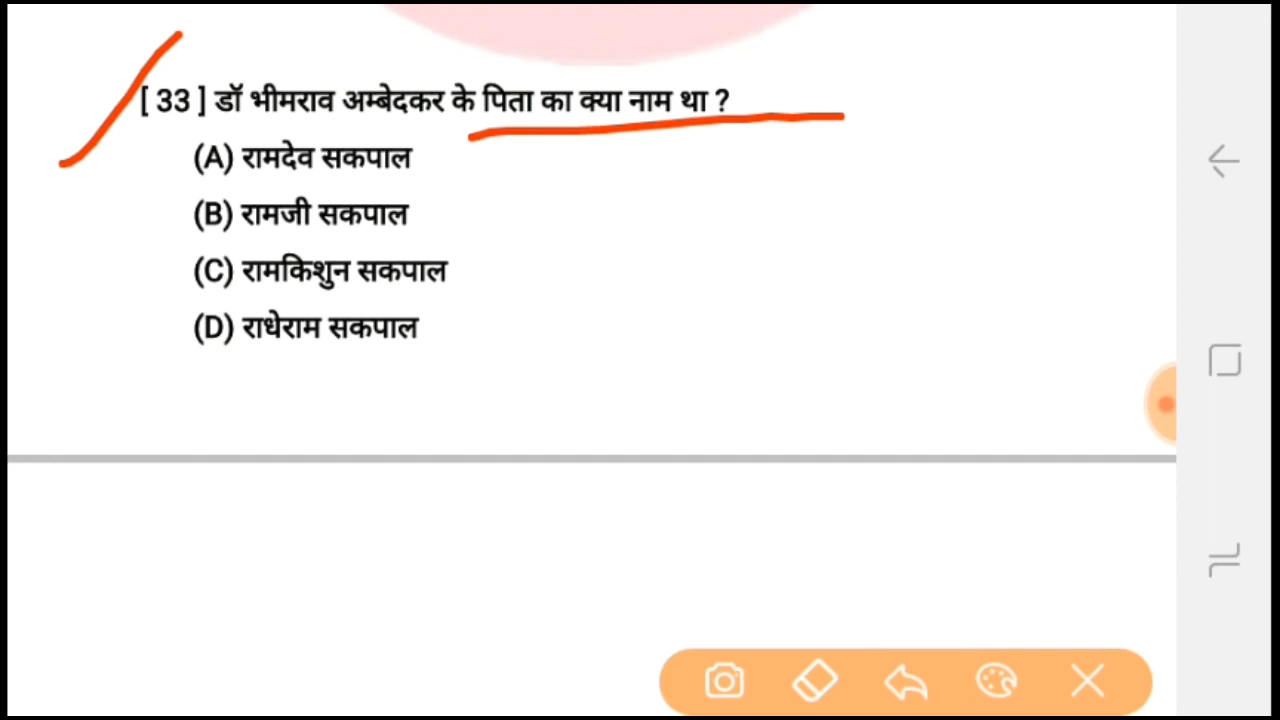 [ 33 ] डॉ भीमराव अम्बेदकर के पिता का क्या नाम था ?
(A) रामदेव सकपाल
(B) रामजी सकपाल
(C) रामकिशुन सकपाल
(D) राधेराम सकपाल